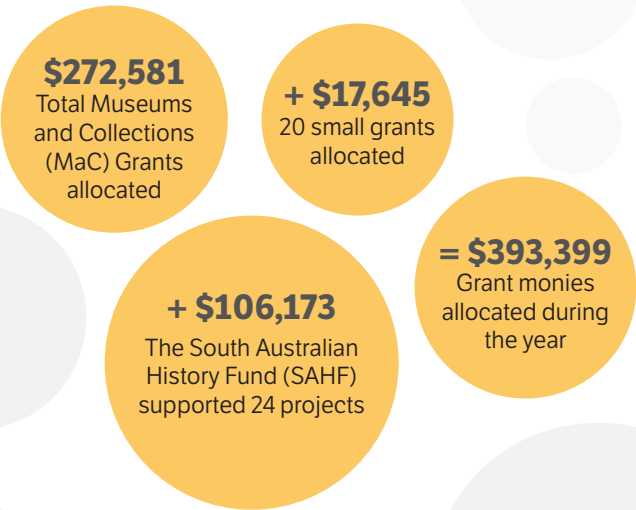 $272,581
Total Museums
and Collections
(MaC) Grants
allocated
+ $17,645
20 small grants
allocated
+ $106,173
The South Australian
History Fund (SAHF)
supported 24 projects
= $393,399
Grant monies
allocated during
the year